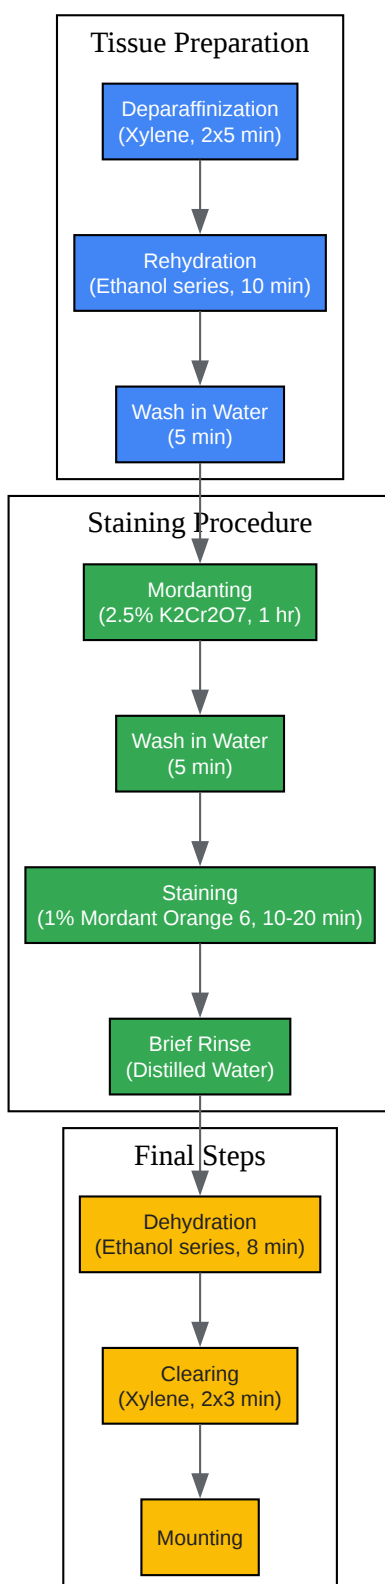 Tissue Preparation
Deparaffinization
(Xylene, 2x5 min)
Rehydration
(Ethanol series, 10 min)
Wash in Water
(5 min)
Staining Procedure
Mordanting
(2.5% K2Cr2O7, 1 hr)
Wash in Water
(5 min)
Staining
(1% Mordant Orange 6, 10-20 min)
Brief Rinse
(Distilled Water)
Final Steps
Dehydration
(Ethanol series, 8 min)
Clearing
(Xylene, 2x3 min)
Mounting